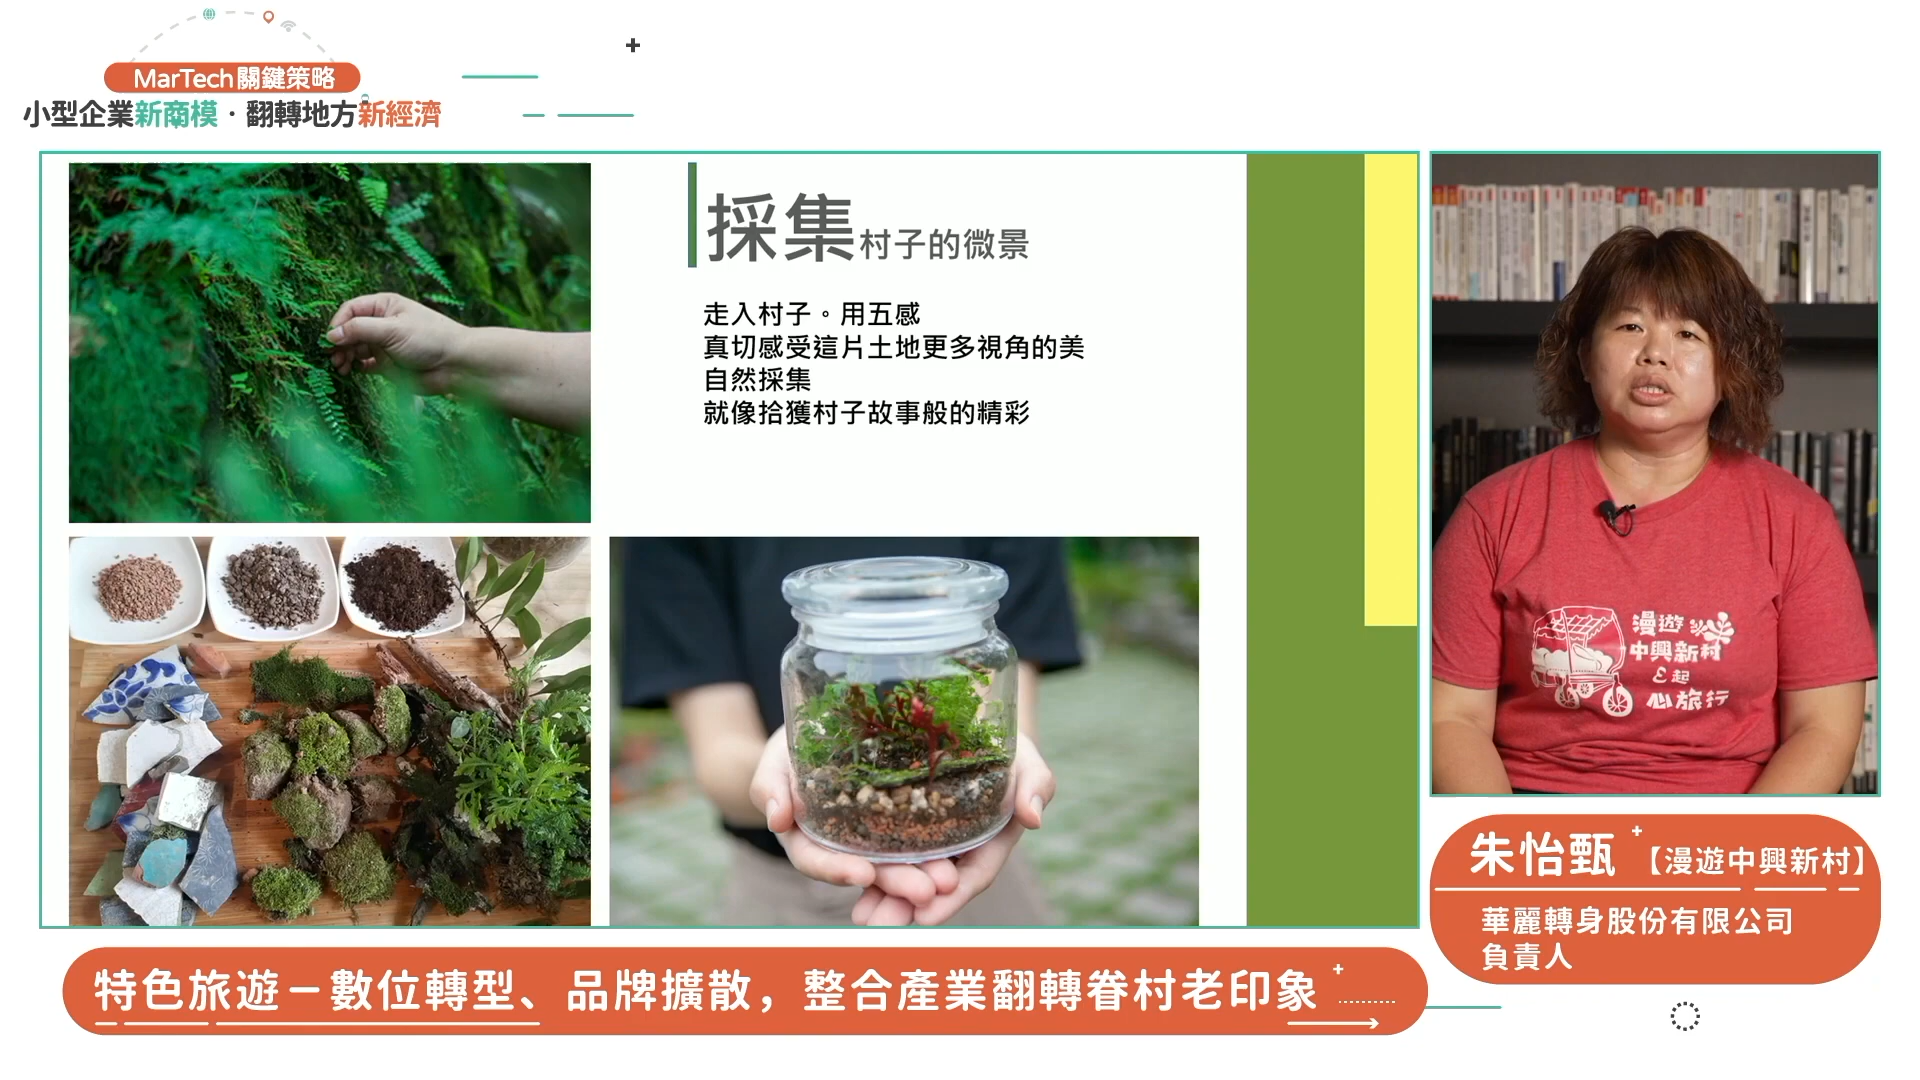 MarTech關鍵策略
小型企業新商模·翻轉地方新經濟
採集村子的微景
走入村子。用五感
真切感受這片土地更多視角的美
自然採集
就像拾獲村子故事般的精彩
漫遊
中興新村
ε起
心旅行
朱怡甄【漫遊中興新村】
華麗轉身股份有限公司
負責人
特色旅遊－數位轉型、品牌擴散，整合產業翻轉眷村老印象